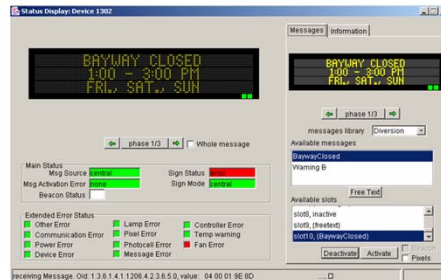 Status Display: Device 1302
BAYWAY CLOSED
1:00 - 3:00 PM
FRI., SAT., SUN
phase 1/3
Whole message
Main Status
Msg Source central
Sign Status error
Msg Activation Error none
Sign Mode central
Beacon Status
Extended Error Status
Other Error
Lamp Error
Controller Error
Communication Error
Pixel Error
Temp warning
Power Error
Photocell Error
Fan Error
Device Error
Message Error
Messages
Information
BAYWAY CLOSED
1:00 - 3:00 PM
FRI., SAT., SUN
phase 1/3
messages library Diversion
Available messages
BaywayClosed
Warning B
Free Text
Available slots
slot8, inactive
slot9, (freetext)
slot10, (BaywayClosed)
Deactivate
Activate
Beacon
Pixels
receiving Message. Oid: 1.3.6.1.4.1.1206.4.2.3.6.5.0, value: 04 00 01 9E 8D